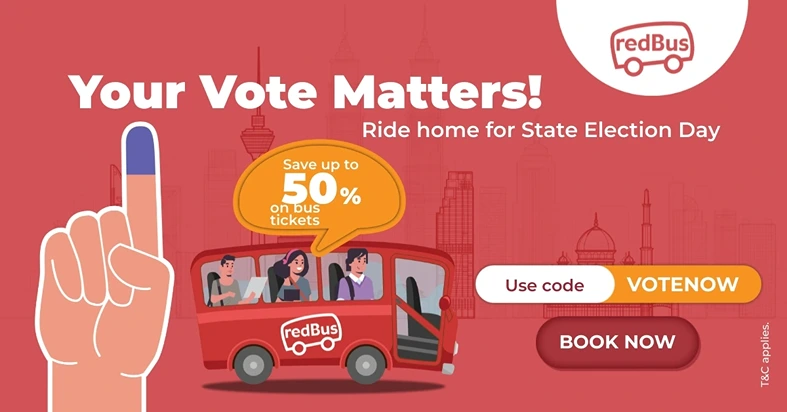 redBus
Your Vote Matters!
Ride home for State Election Day
Save up to
50%
on bus
tickets
redBus
Use code VOTENOW
BOOK NOW
T&C applies.